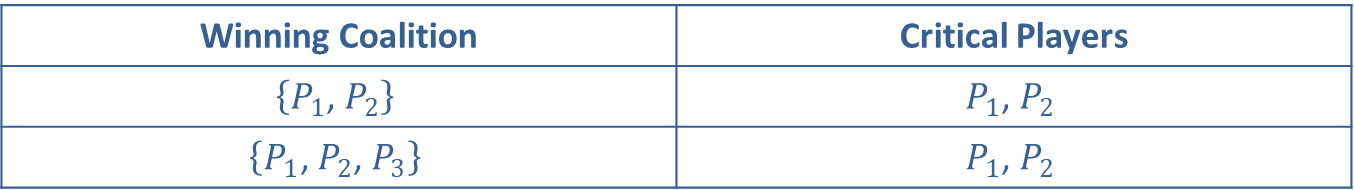 Winning Coalition Critical Players
{P₁, P₂} P₁, P₂
{P₁, P₂, P₃} P₁, P₂